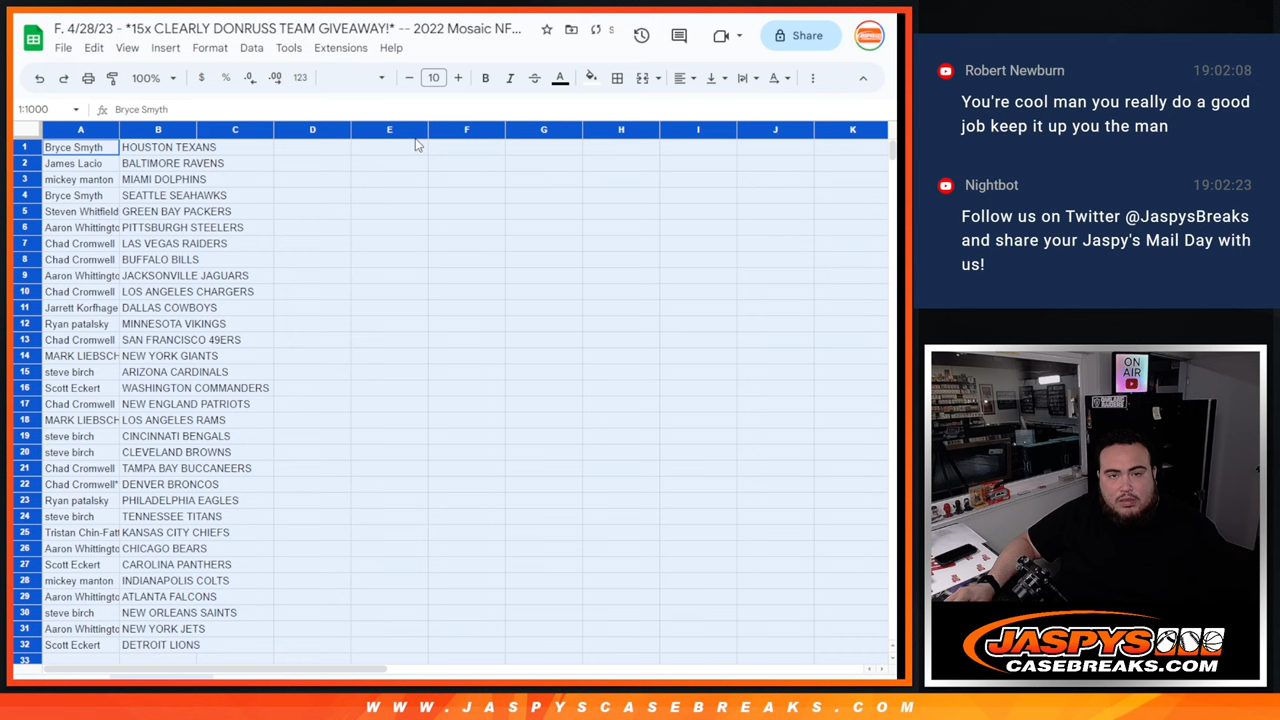 F. 4/28/23 - *15x CLEARLY DONRUSS TEAM GIVEAWAY!* -- 2022 Mosaic NF...
S
Share
File Edit View Insert Format Data Tools Extensions Help
100% $ % .0 .00 123 10 B I A
1:1000 fx Bryce Smyth
A B C D E F G H I J K
1 Bryce Smyth HOUSTON TEXANS
2 James Lacio BALTIMORE RAVENS
3 mickey manton MIAMI DOLPHINS
4 Bryce Smyth SEATTLE SEAHAWKS
5 Steven Whitfield GREEN BAY PACKERS
6 Aaron Whittingto PITTSBURGH STEELERS
7 Chad Cromwell LAS VEGAS RAIDERS
8 Chad Cromwell BUFFALO BILLS
9 Aaron Whittingto JACKSONVILLE JAGUARS
10 Chad Cromwell LOS ANGELES CHARGERS
11 Jarrett Korfhage DALLAS COWBOYS
12 Ryan patalsky MINNESOTA VIKINGS
13 Chad Cromwell SAN FRANCISCO 49ERS
14 MARK LIEBSCH NEW YORK GIANTS
15 steve birch ARIZONA CARDINALS
16 Scott Eckert WASHINGTON COMMANDERS
17 Chad Cromwell NEW ENGLAND PATRIOTS
18 MARK LIEBSCH LOS ANGELES RAMS
19 steve birch CINCINNATI BENGALS
20 steve birch CLEVELAND BROWNS
21 Chad Cromwell TAMPA BAY BUCCANEERS
22 Chad Cromwell* DENVER BRONCOS
23 Ryan patalsky PHILADELPHIA EAGLES
24 steve birch TENNESSEE TITANS
25 Tristan Chin-Fatt KANSAS CITY CHIEFS
26 Aaron Whittingto CHICAGO BEARS
27 Scott Eckert CAROLINA PANTHERS
28 mickey manton INDIANAPOLIS COLTS
29 Aaron Whittingto ATLANTA FALCONS
30 steve birch NEW ORLEANS SAINTS
31 Aaron Whittingto NEW YORK JETS
32 Scott Eckert DETROIT LIONS
33
Robert Newburn 19:02:08
You're cool man you really do a good
job keep it up you the man
Nightbot 19:02:23
Follow us on Twitter @JaspysBreaks
and share your Jaspy's Mail Day with
us!
ON
AIR
JASPYS
CASEBREAKS.COM
WWW.JASPYSCASEBREAKS.COM